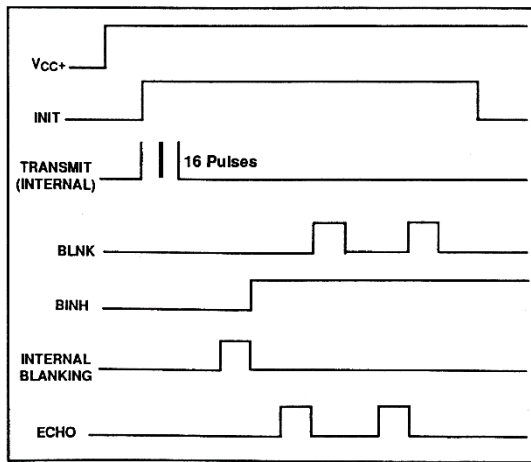 VCC+
INIT
TRANSMIT
(INTERNAL)
16 Pulses
BLNK
BINH
INTERNAL
BLANKING
ECHO